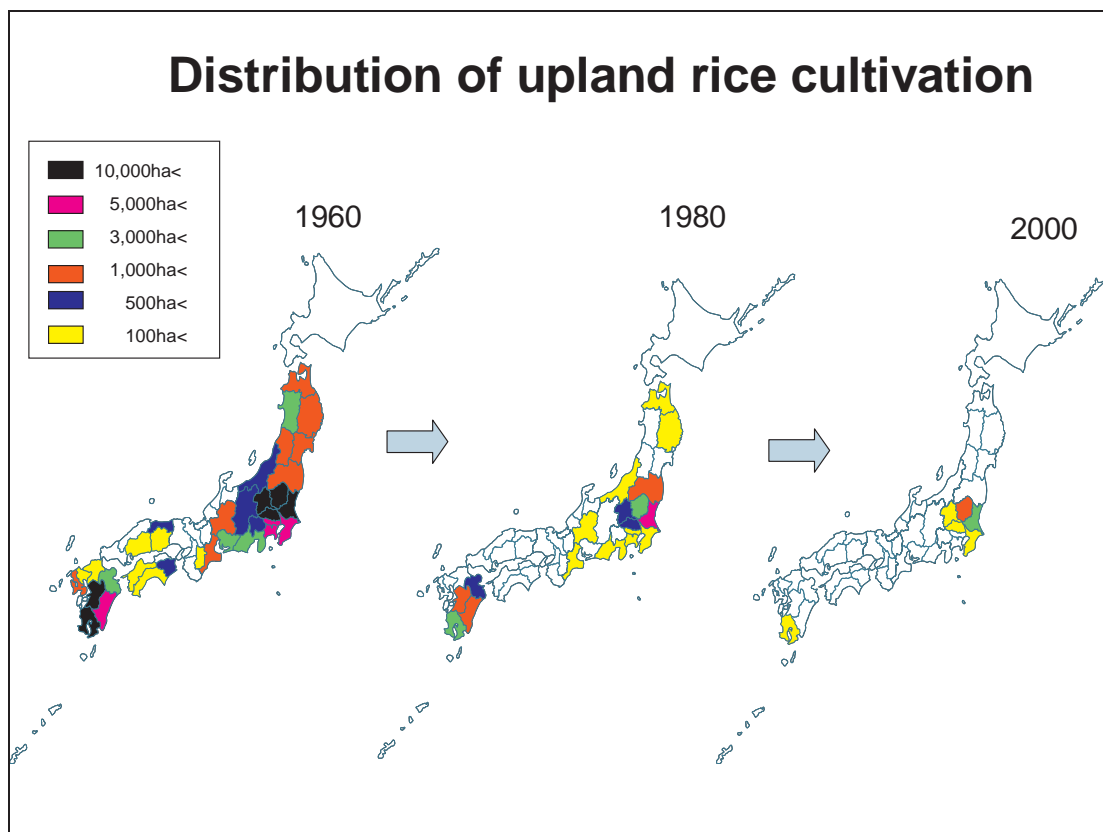 Distribution of upland rice cultivation
10,000ha<
5,000ha<
3,000ha<
1,000ha<
500ha<
100ha<
1960
1980
2000